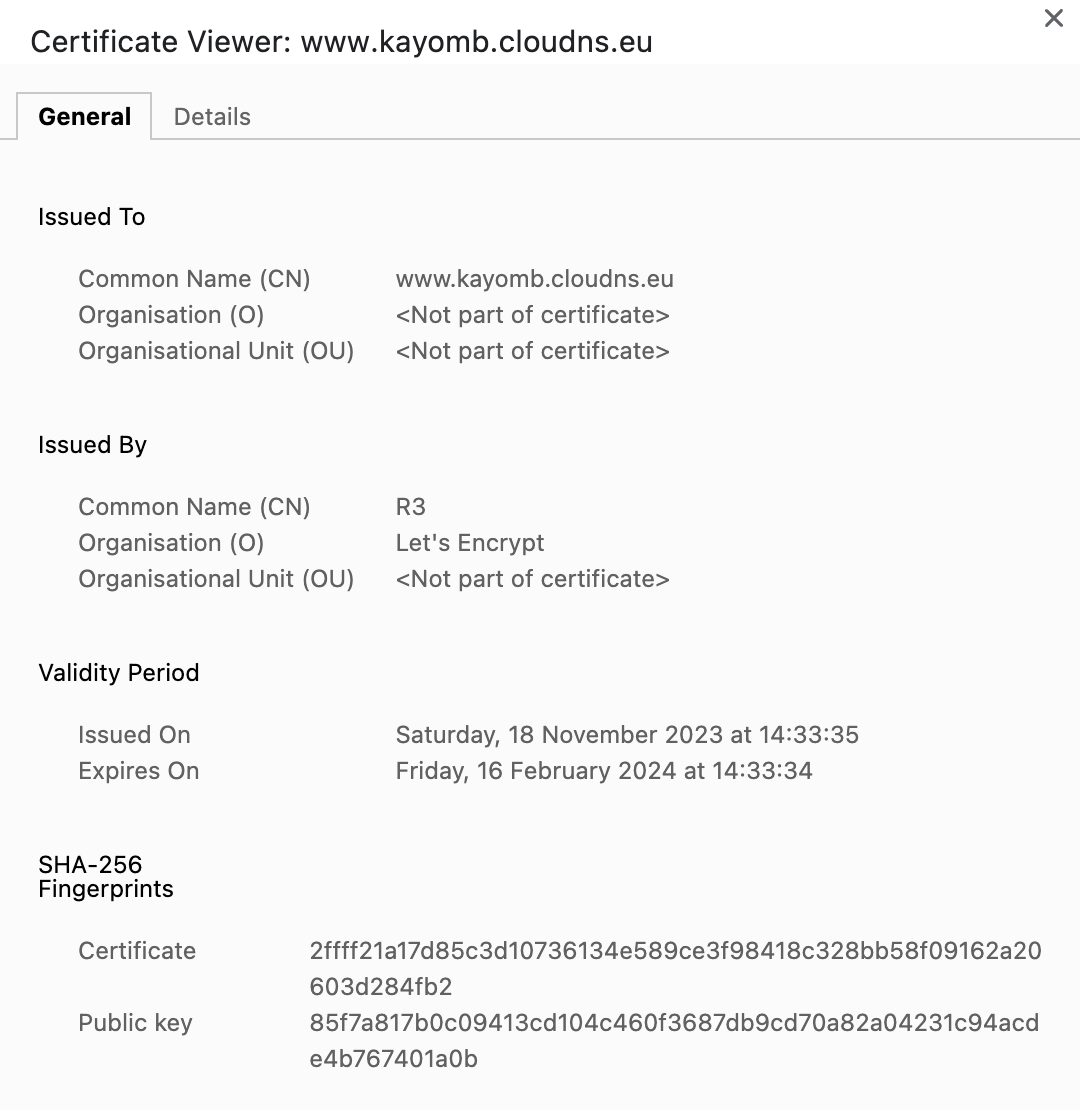 Certificate Viewer: www.kayomb.cloudns.eu
General Details
Issued To
Common Name (CN) www.kayomb.cloudns.eu
Organisation (O) <Not part of certificate>
Organisational Unit (OU) <Not part of certificate>
Issued By
Common Name (CN) R3
Organisation (O) Let's Encrypt
Organisational Unit (OU) <Not part of certificate>
Validity Period
Issued On Saturday, 18 November 2023 at 14:33:35
Expires On Friday, 16 February 2024 at 14:33:34
SHA-256
Fingerprints
Certificate 2ffff21a17d85c3d10736134e589ce3f98418c328bb58f09162a20
603d284fb2
Public key 85f7a817b0c09413cd104c460f3687db9cd70a82a04231c94acd
e4b767401a0b